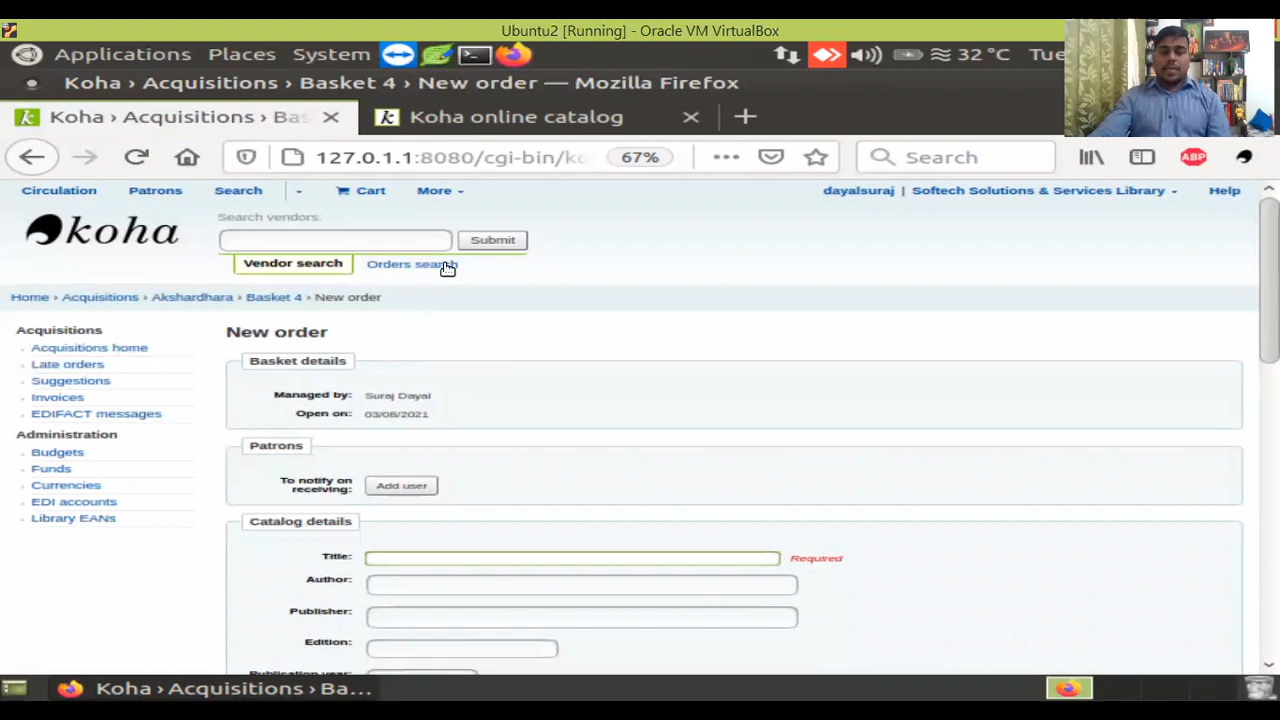 Ubuntu2 [Running] - Oracle VM VirtualBox
Applications Places System 32 °C Tue
Koha › Acquisitions › Basket 4 › New order — Mozilla Firefox
Koha › Acquisitions › Bas Koha online catalog
127.0.1.1:8080/cgi-bin/ko 67% Search ABP
Circulation Patrons Search Cart More dayalsuraj | Softech Solutions & Services Library Help
Search vendors:
koha
Submit
Vendor search Orders search
Home › Acquisitions › Akshardhara › Basket 4 › New order
Acquisitions
Acquisitions home
Late orders
Suggestions
Invoices
EDIFACT messages
Administration
Budgets
Funds
Currencies
EDI accounts
Library EANs
New order
Basket details
Managed by: Suraj Dayal
Open on: 03/08/2021
Patrons
To notify on
receiving: Add user
Catalog details
Title: Required
Author:
Publisher:
Edition:
Publication year:
Koha › Acquisitions › Ba...